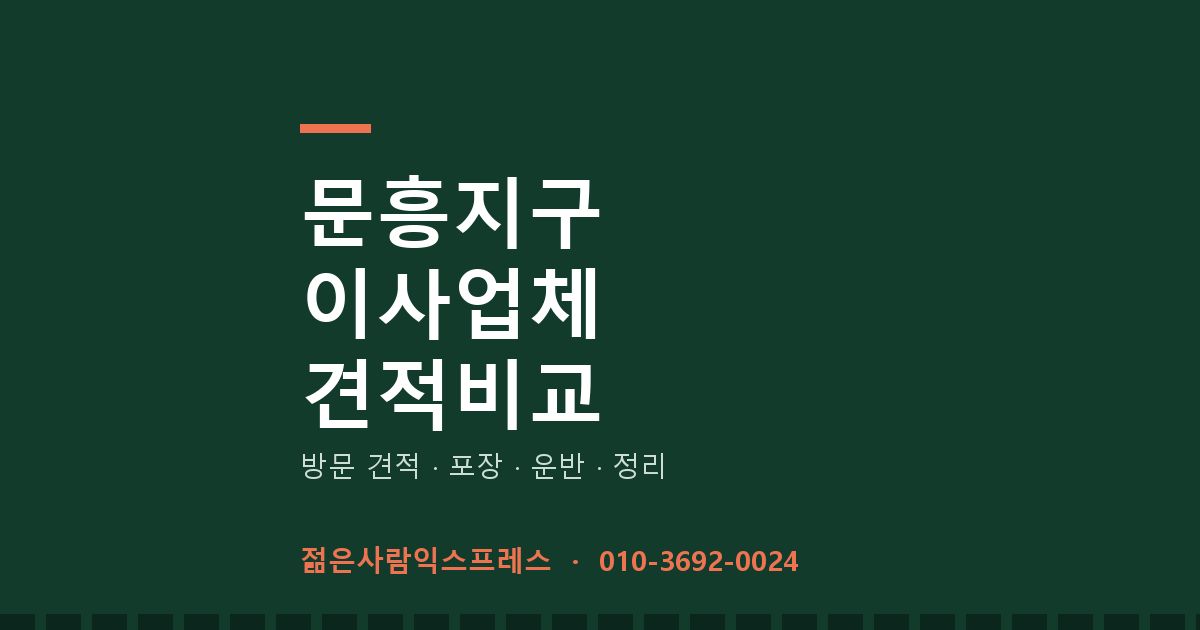 문흥지구
이사업체
견적비교
방문 견적 · 포장 · 운반 · 정리
젊은사람익스프레스 · 010-3692-0024